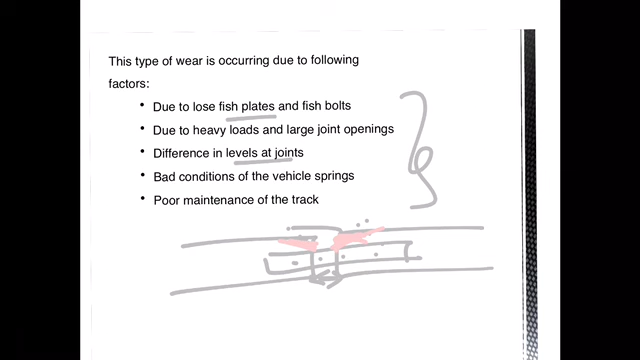 This type of wear is occurring due to following
factors:
• Due to lose fish plates and fish bolts
• Due to heavy loads and large joint openings
• Difference in levels at joints
• Bad conditions of the vehicle springs
• Poor maintenance of the track